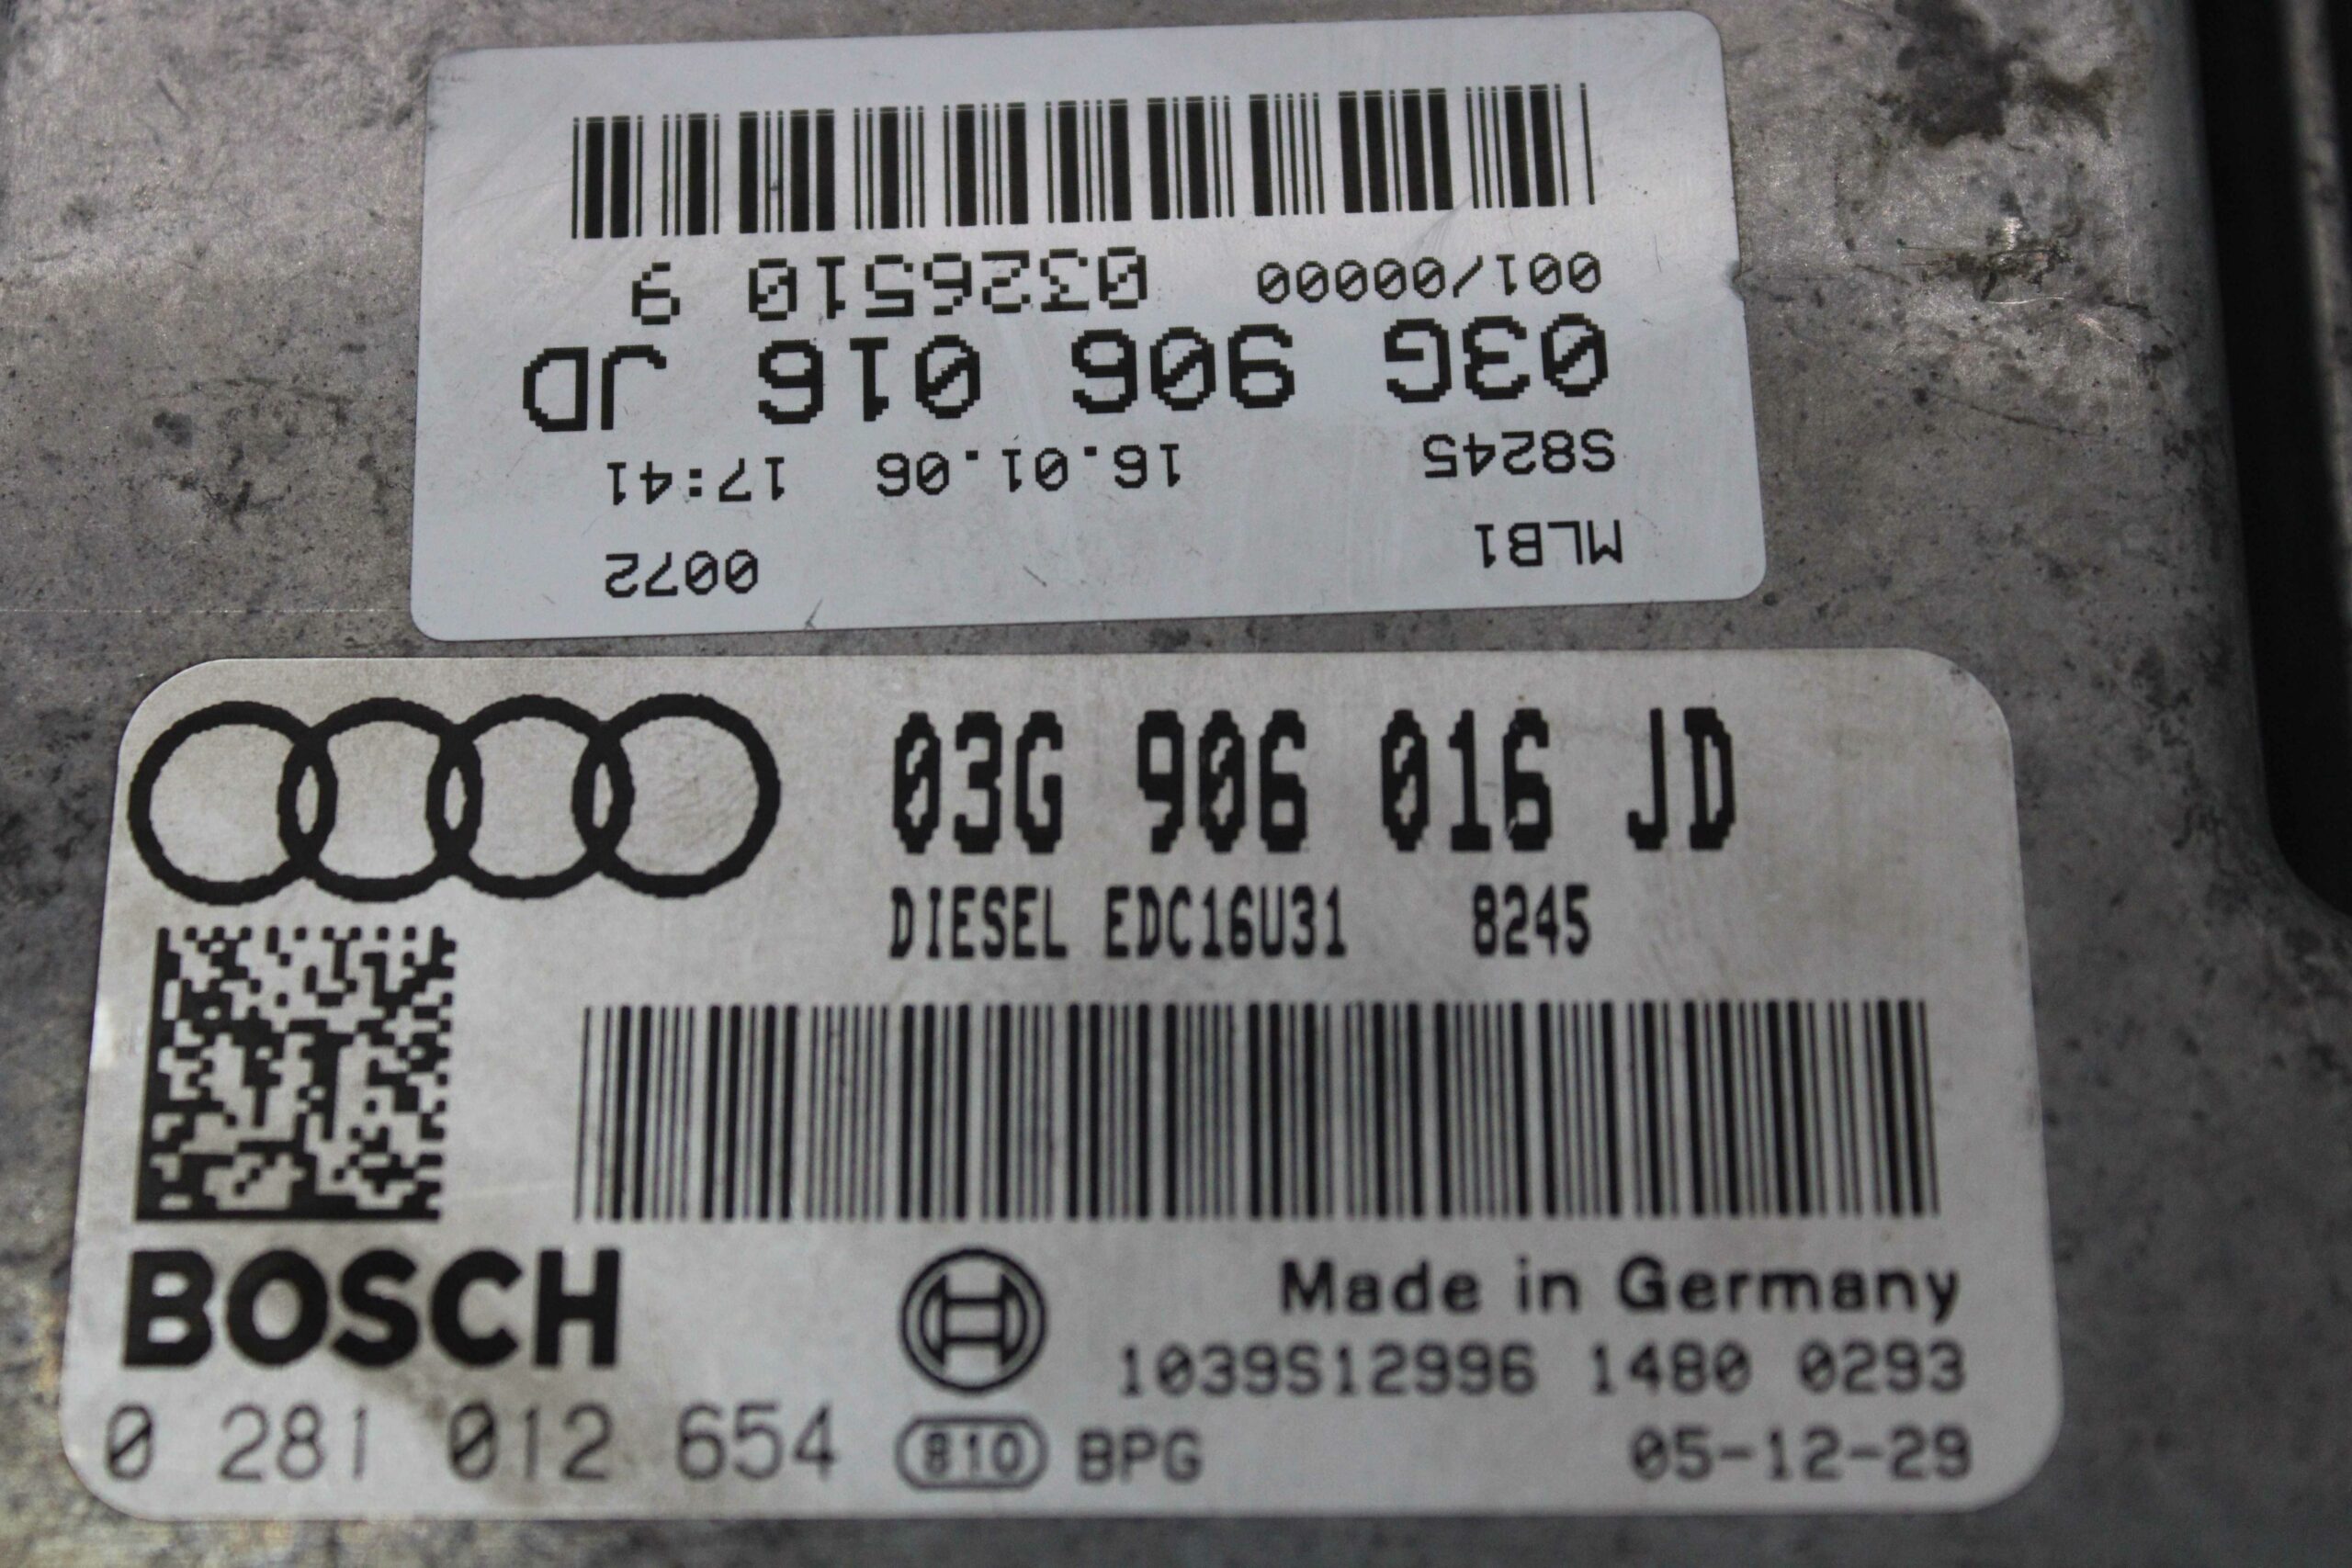 MLB1 0072
S8245 16.01.06 17:41
03G 906 016 JD
001/00000 0326510 9
03G 906 016 JD
DIESEL EDC16U31 8245
BOSCH
Made in Germany
1039S12996 1480 0293
0 281 012 654 810 BPG 05-12-29